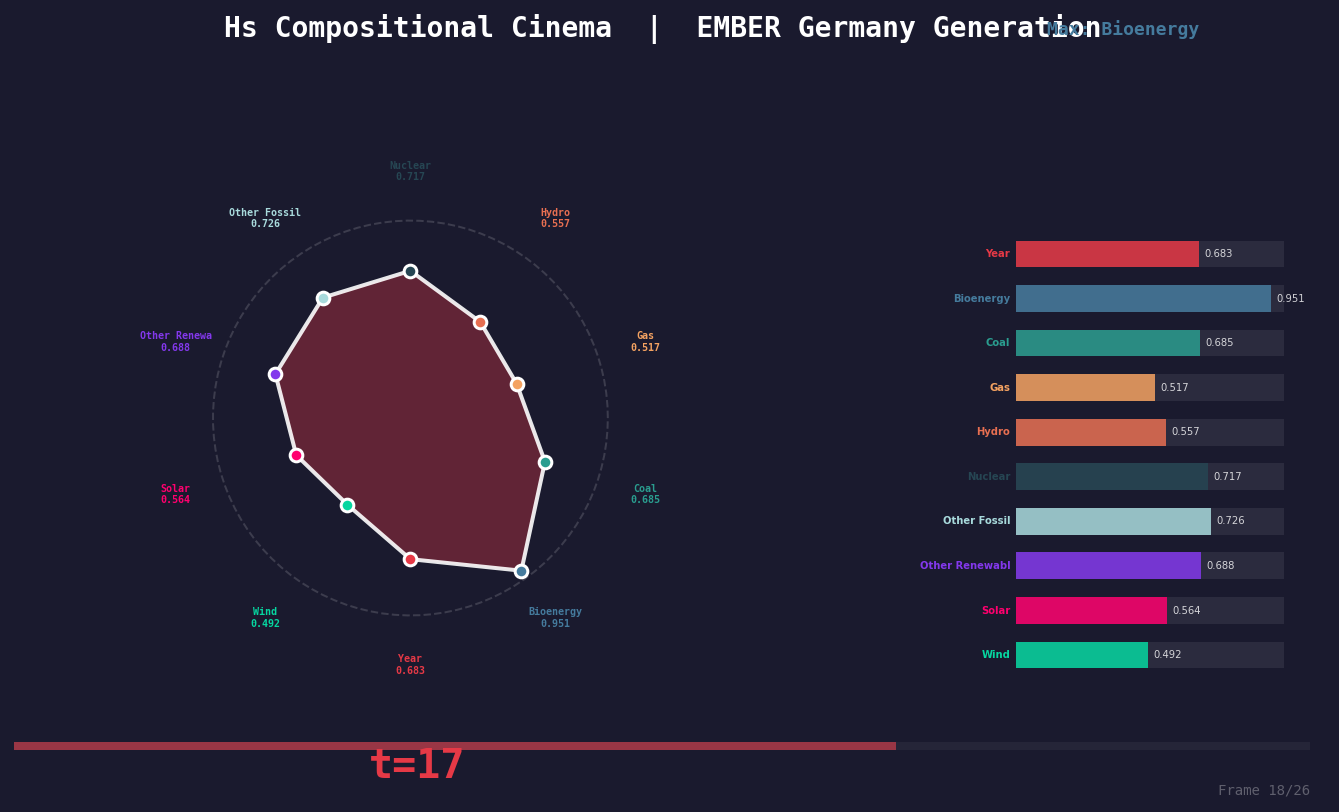 Hs Compositional Cinema  |  EMBER Germany Generation
Max: Bioenergy
Nuclear
0.717
Other Fossil
0.726
Hydro
0.557
Other Renewa
0.688
Gas
0.517
Solar
0.564
Coal
0.685
Wind
0.492
Bioenergy
0.951
Year
0.683
Year 0.683
Bioenergy 0.951
Coal 0.685
Gas 0.517
Hydro 0.557
Nuclear 0.717
Other Fossil 0.726
Other Renewabl 0.688
Solar 0.564
Wind 0.492
t=17
Frame 18/26